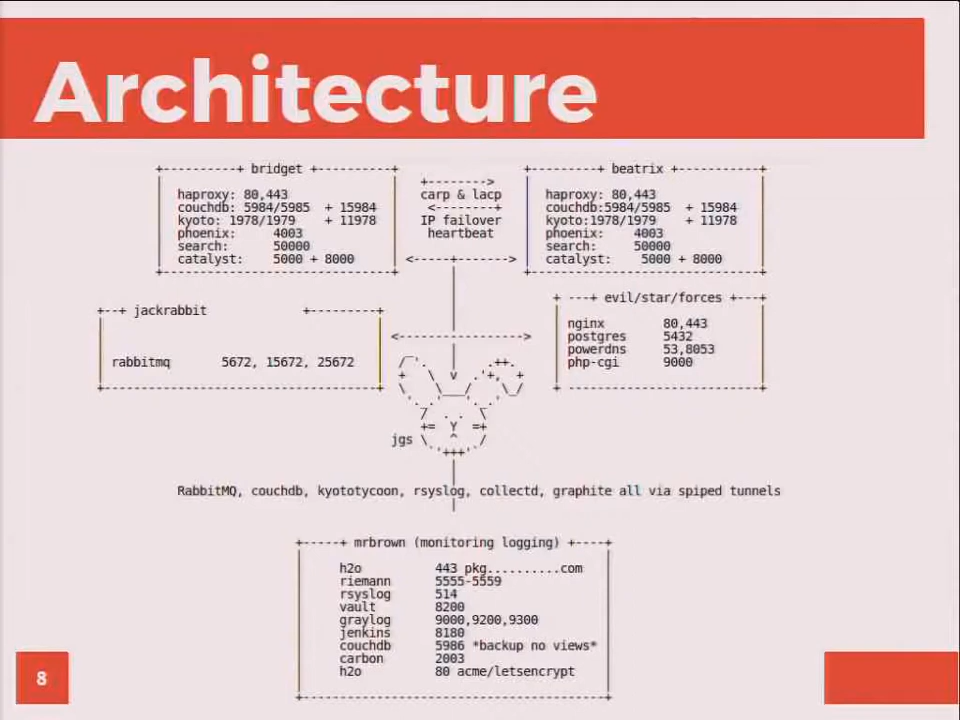 Architecture
+---------+ bridget +---------+
haproxy: 80,443
couchdb: 5984/5985 + 15984
kyoto: 1978/1979 + 11978
phoenix: 4003
search: 50000
catalyst: 5000 + 8000
+------->
carp & lacp
<-------+
IP failover
heartbeat
<----+------->
+--------+ beatrix +----------+
haproxy: 80,443
couchdb: 5984/5985 + 15984
kyoto:1978/1979 + 11978
phoenix: 4003
search: 50000
catalyst: 5000 + 8000
+--+ jackrabbit +---------+
rabbitmq 5672, 15672, 25672
+ ---+ evil/star/forces +---+
nginx 80,443
postgres 5432
powerdns 53,8053
php-cgi 9000
jgs
RabbitMQ, couchdb, kyototycoon, rsyslog, collectd, graphite all via spiped tunnels
+-----+ mrbrown (monitoring logging) +----+
h2o 443 pkg..........com
riemann 5555-5559
rsyslog 514
vault 8200
graylog 9000,9200,9300
jenkins 8180
couchdb 5986 *backup no views*
carbon 2003
h2o 80 acme/letsencrypt
8